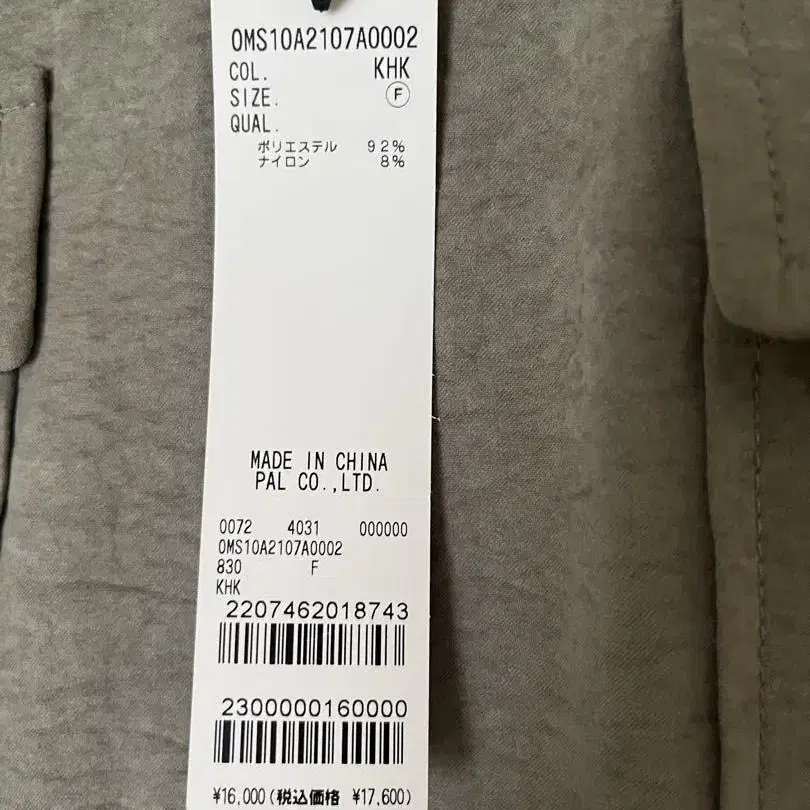 OMS10A2107A0002
COL. KHK
SIZE. F
QUAL.
ポリエステル 92%
ナイロン 8%
MADE IN CHINA
PAL CO.,LTD.
0072 4031 000000
OMS10A2107A0002
830 F
KHK
2207462018743
2300000160000
¥16,000(税込価格 ¥17,600)